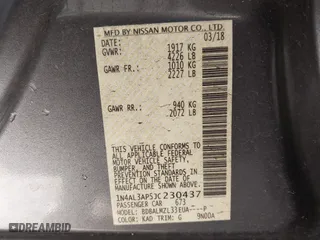 MFD BY NISSAN MOTOR CO., LTD.
DATE: 03/18
GVWR: 1917 KG
4226 LB
GAWR FR.: 1010 KG
2227 LB
GAWR RR.: 940 KG
2072 LB
THIS VEHICLE CONFORMS TO ALL
APPLICABLE FEDERAL MOTOR VEHICLE
SAFETY, BUMPER, AND THEFT
PREVENTION STANDARDS IN EFFECT
ON THE DATE OF MANUFACTURE
SHOWN ABOVE.
1N4AL3AP5JC230437
PASSENGER CAR 673
MODEL:
COLOR: KAD TRIM: G 9N00A
DREAMBID